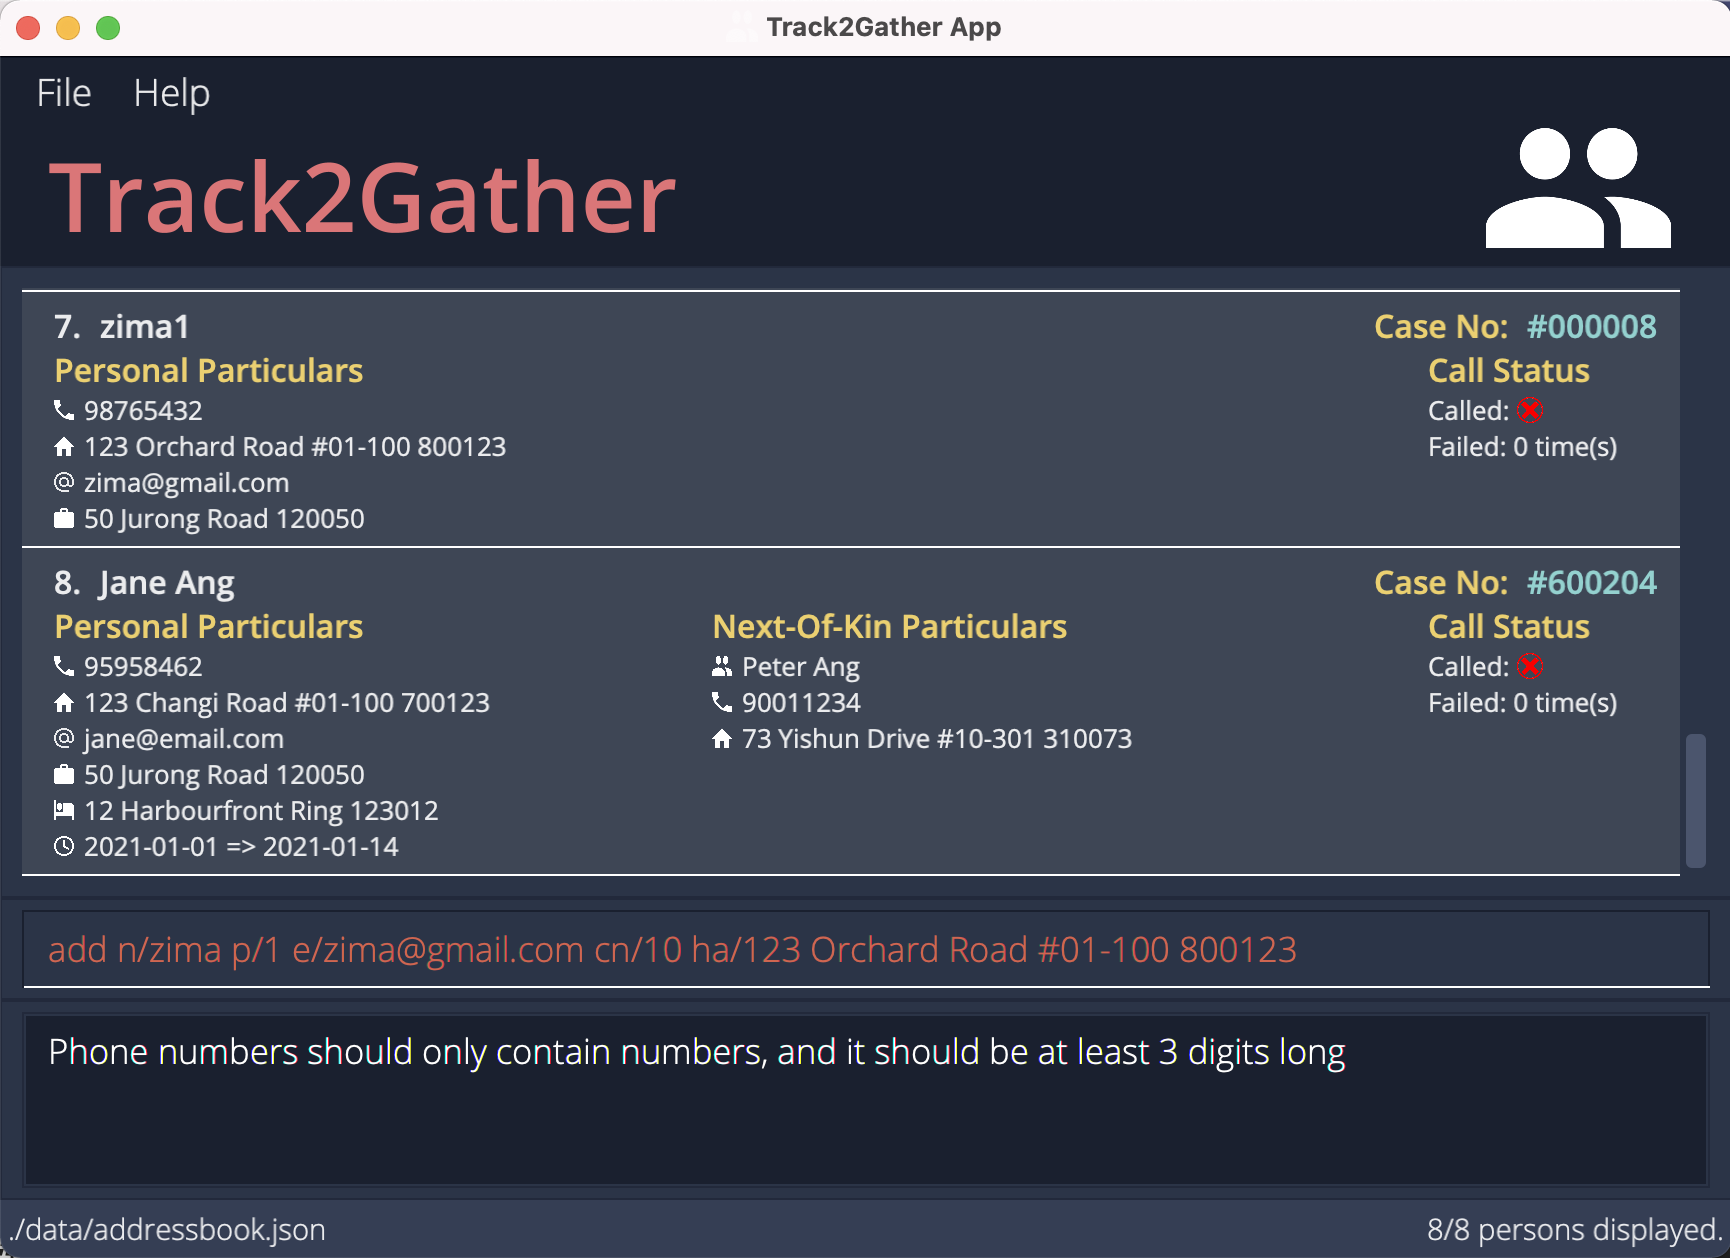 Track2Gather App
File Help
Track2Gather
7. zima1
Case No: #000008
Personal Particulars
Call Status
98765432
Called:
123 Orchard Road #01-100 800123
Failed: 0 time(s)
zima@gmail.com
50 Jurong Road 120050
8. Jane Ang
Case No: #600204
Personal Particulars
Next-Of-Kin Particulars
Call Status
95958462
Peter Ang
Called:
123 Changi Road #01-100 700123
90011234
Failed: 0 time(s)
jane@email.com
73 Yishun Drive #10-301 310073
50 Jurong Road 120050
12 Harbourfront Ring 123012
2021-01-01 => 2021-01-14
add n/zima p/1 e/zima@gmail.com cn/10 ha/123 Orchard Road #01-100 800123
Phone numbers should only contain numbers, and it should be at least 3 digits long
./data/addressbook.json
8/8 persons displayed.